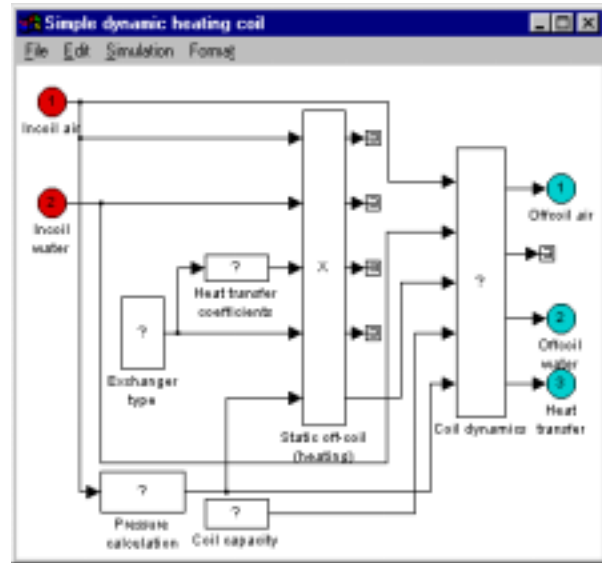 Simple dynamic heating coil
File Edit Simulation Format
1
Incoil air
2
Incoil
water
?
Heat transfer
coefficients
?
Exchanger
type
X
Static off-coil
(heating)
?
Coil dynamics
1
Offcoil air
2
Offcoil
water
3
Heat
transfer
?
Pressure
calculation
?
Coil capacity